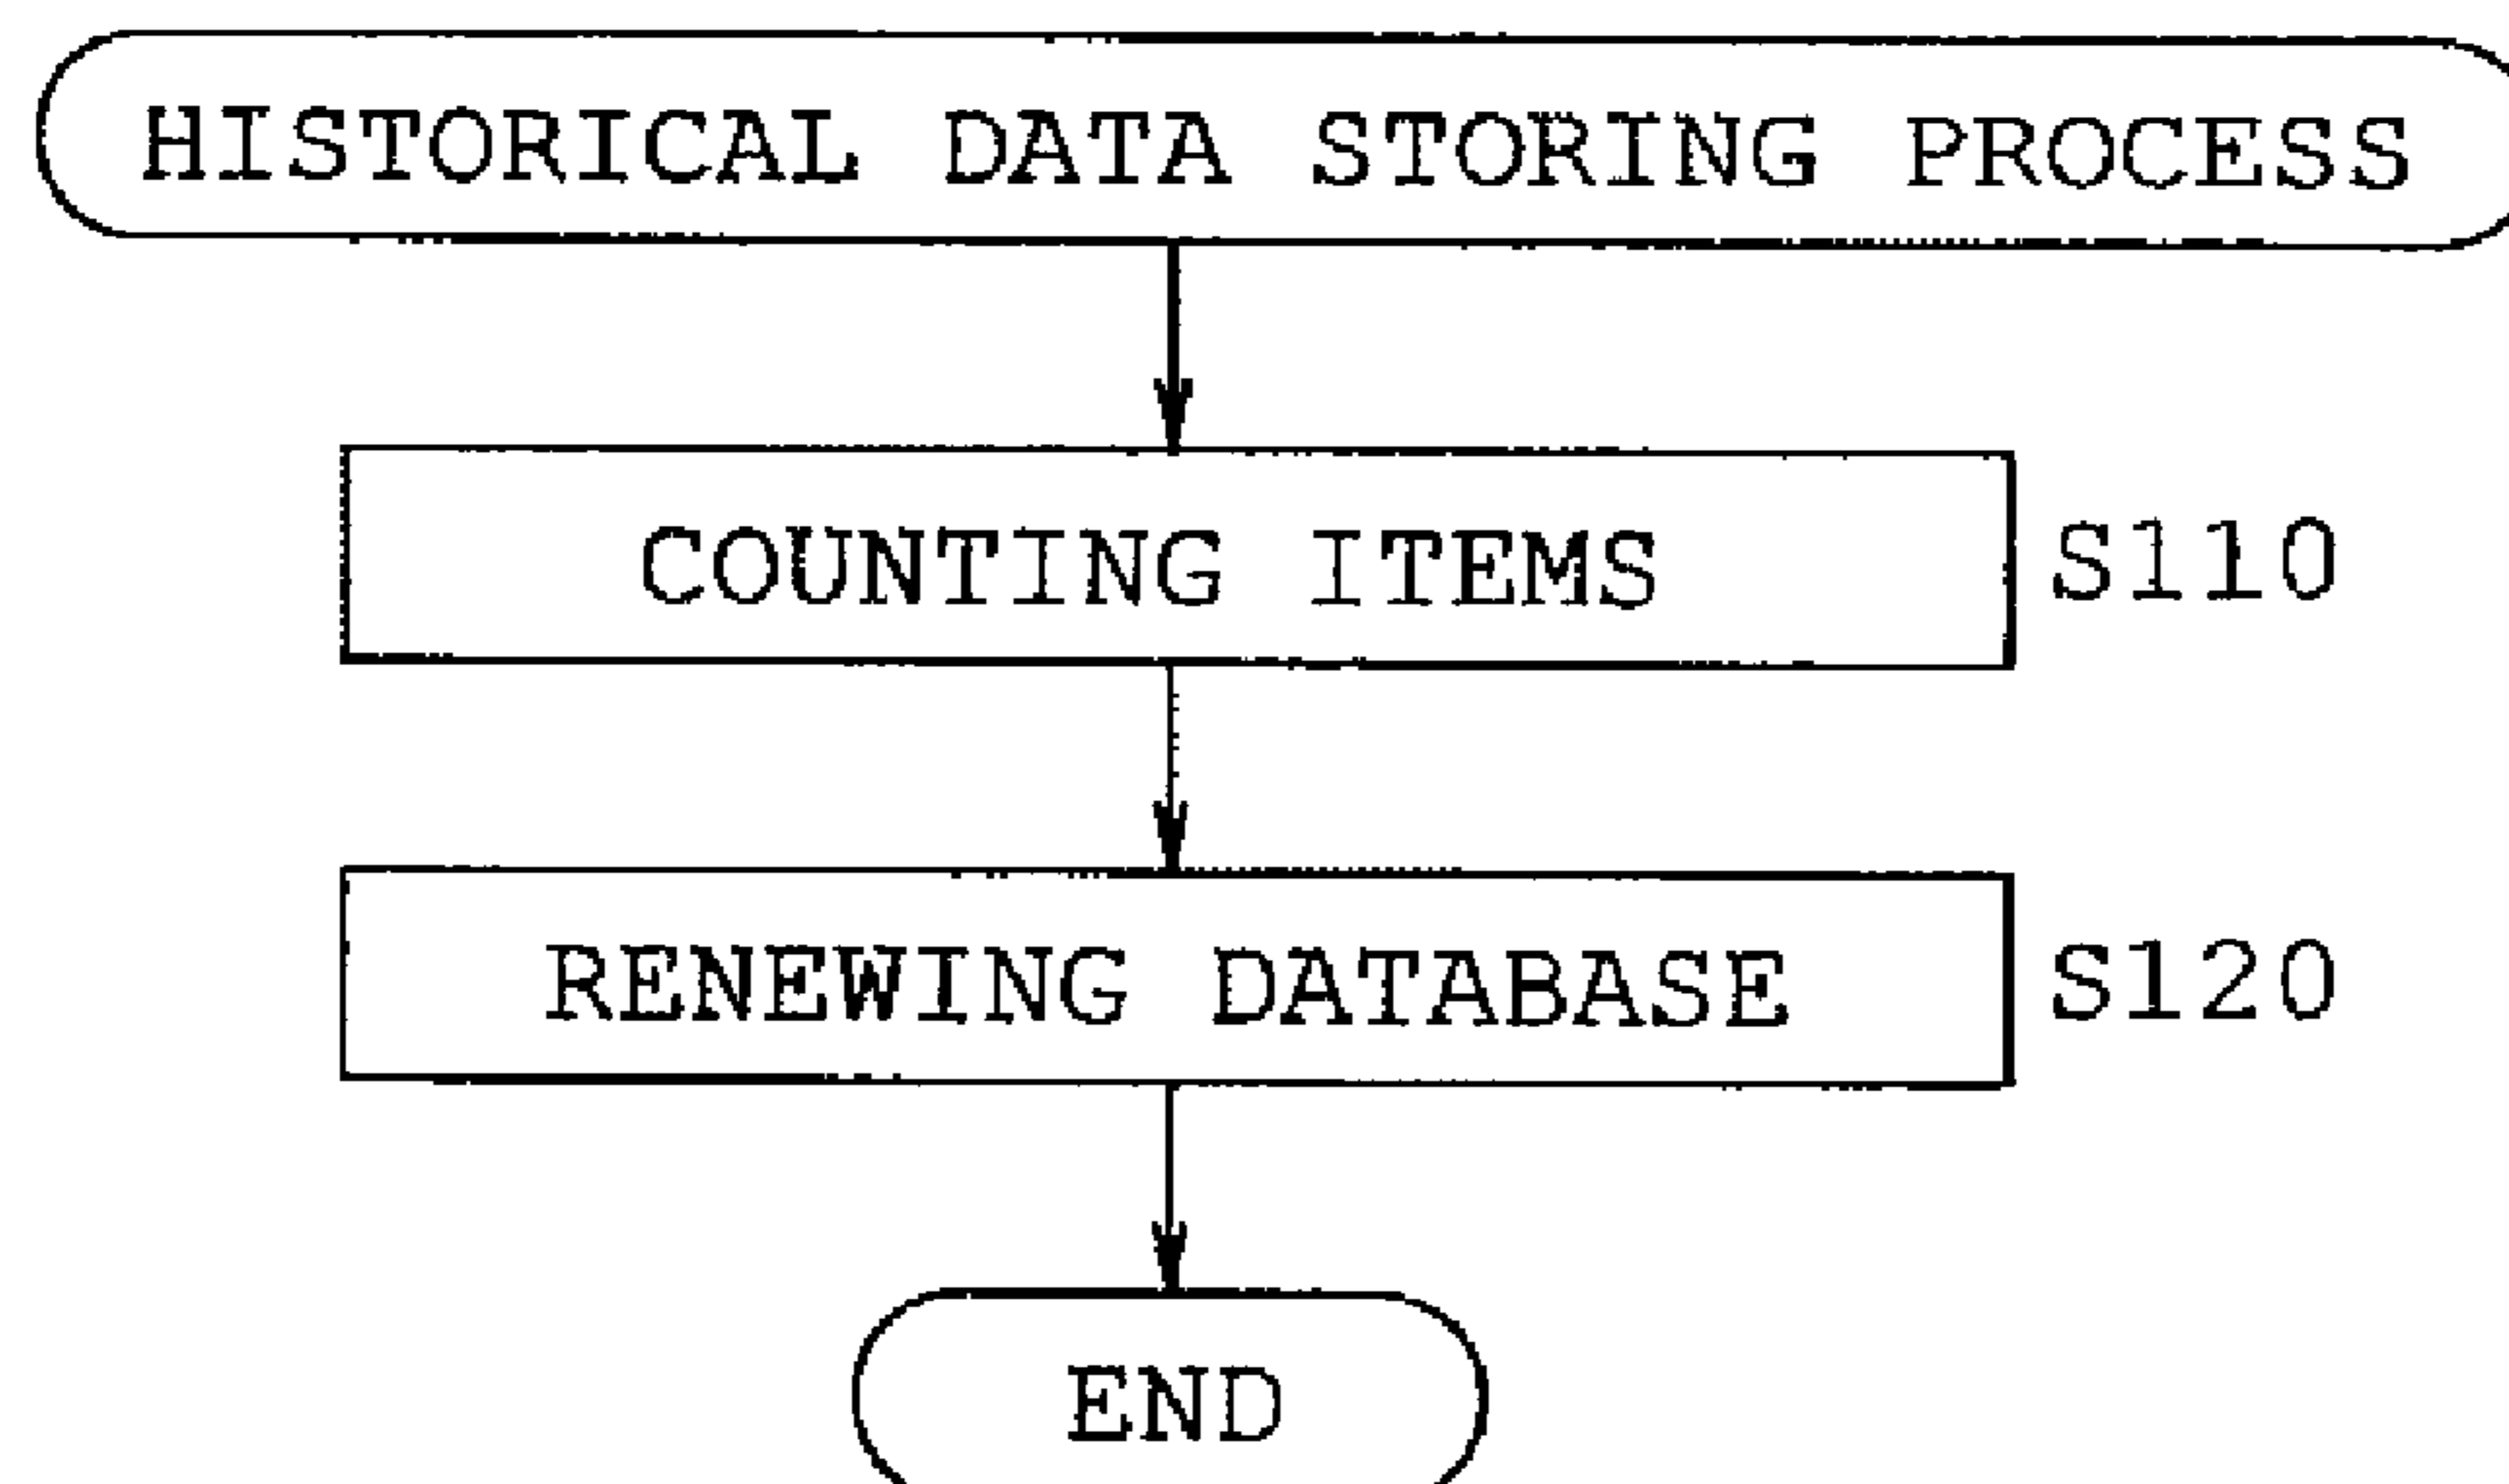 HISTORICAL DATA STORING PROCESS
COUNTING ITEMS S110
RENEWING DATABASE S120
END